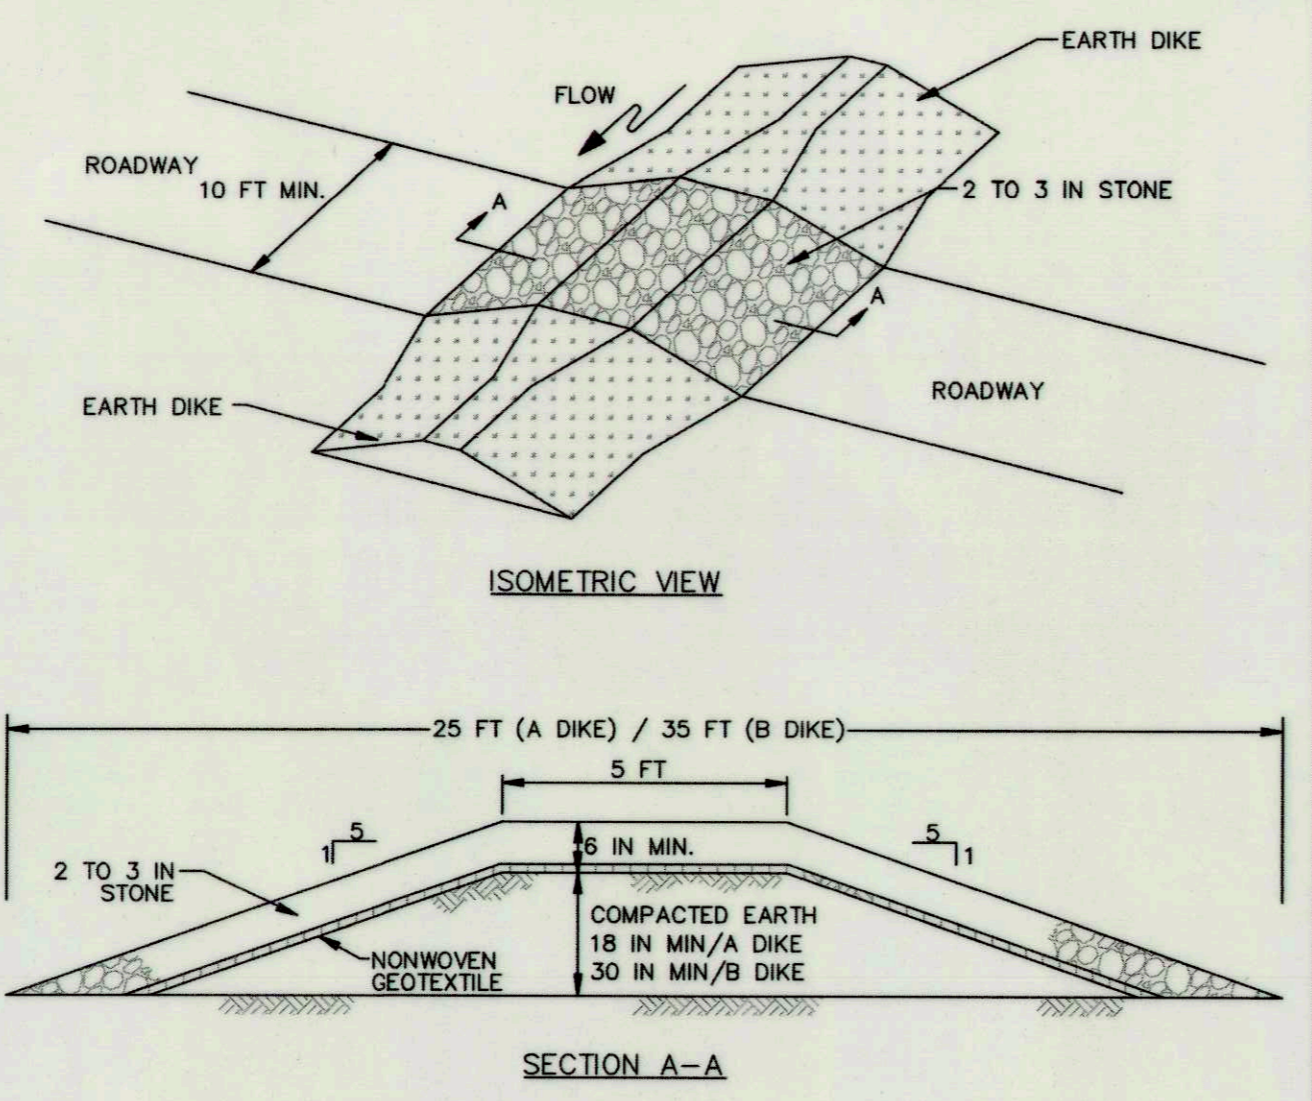 EARTH DIKE
FLOW
ROADWAY
10 FT MIN.
A
2 TO 3 IN STONE
A
ROADWAY
EARTH DIKE
ISOMETRIC VIEW
25 FT (A DIKE) / 35 FT (B DIKE)
5 FT
5
1
5
1
6 IN MIN.
2 TO 3 IN
STONE
COMPACTED EARTH
18 IN MIN/A DIKE
30 IN MIN/B DIKE
NONWOVEN
GEOTEXTILE
SECTION A-A